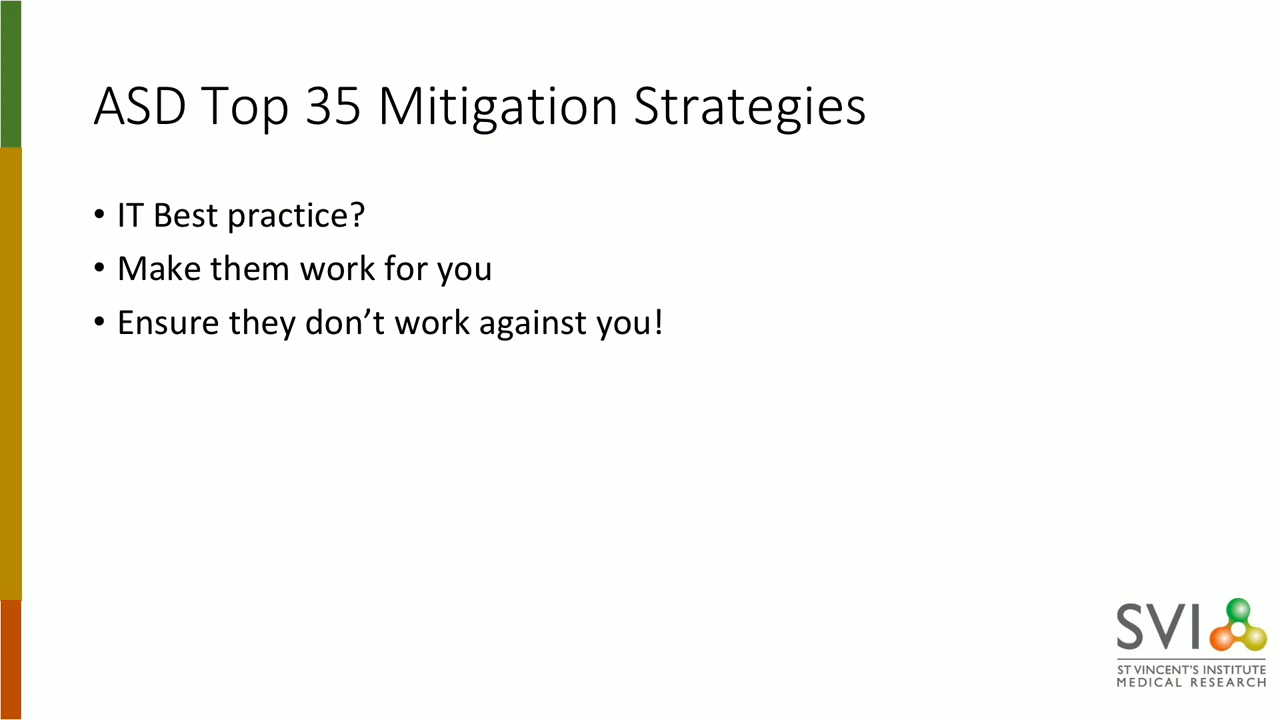 ASD Top 35 Mitigation Strategies
• IT Best practice?
• Make them work for you
• Ensure they don’t work against you!
SVI
ST VINCENT'S INSTITUTE
MEDICAL RESEARCH